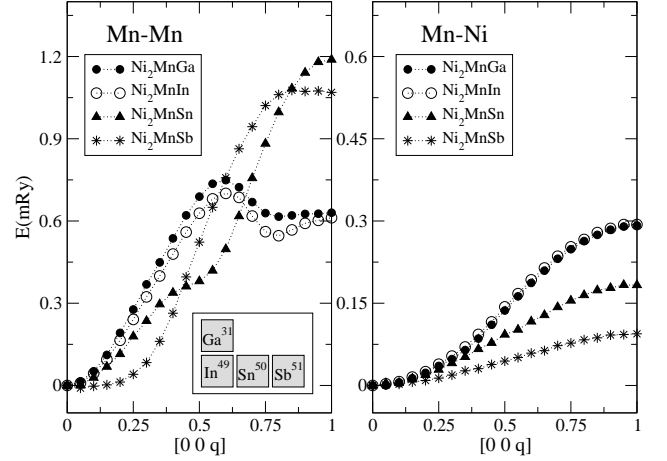 Mn-Mn
Ni₂MnGa
Ni₂MnIn
Ni₂MnSn
Ni₂MnSb
E(mRy)
1.2
0.9
0.6
0.3
0
Ga³¹
In⁴⁹ Sn⁵⁰ Sb⁵¹
0 0.25 0.5 0.75 1
[0 0 q]
Mn-Ni
Ni₂MnGa
Ni₂MnIn
Ni₂MnSn
Ni₂MnSb
0.6
0.45
0.3
0.15
0
0 0.25 0.5 0.75 1
[0 0 q]